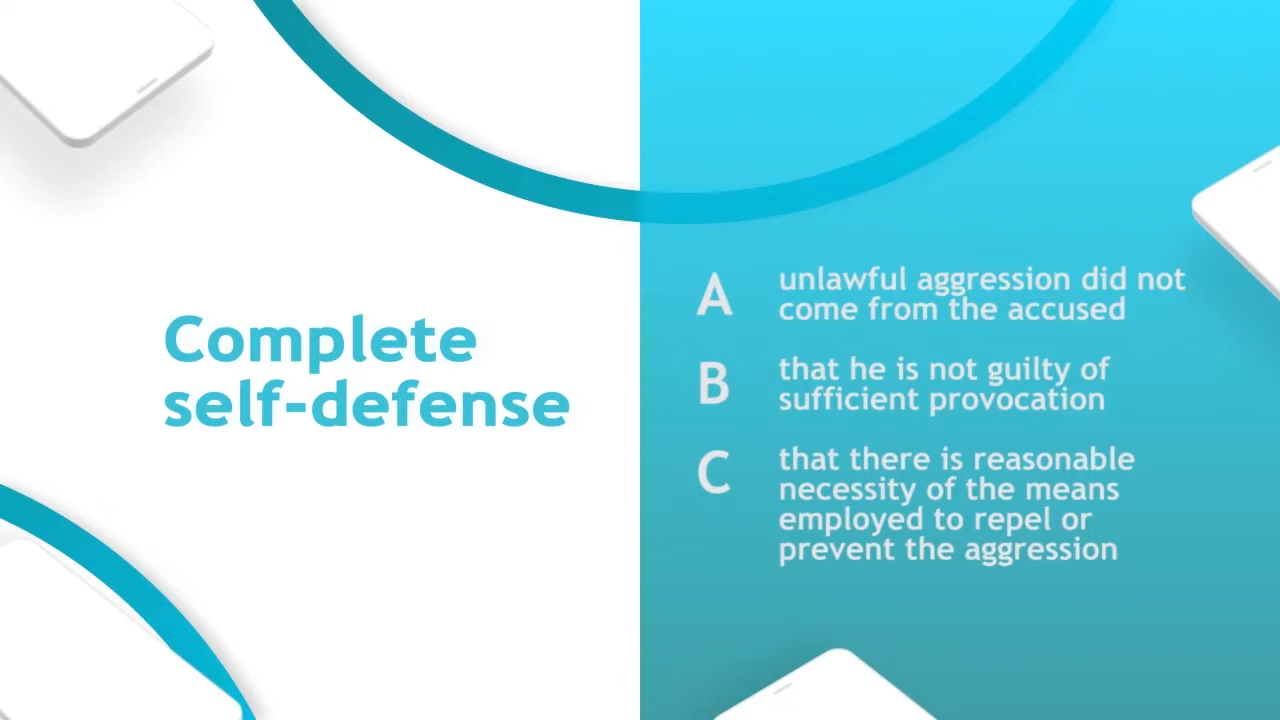 Complete
self-defense
A
unlawful aggression did not
come from the accused
B
that he is not guilty of
sufficient provocation
C
that there is reasonable
necessity of the means
employed to repel or
prevent the aggression